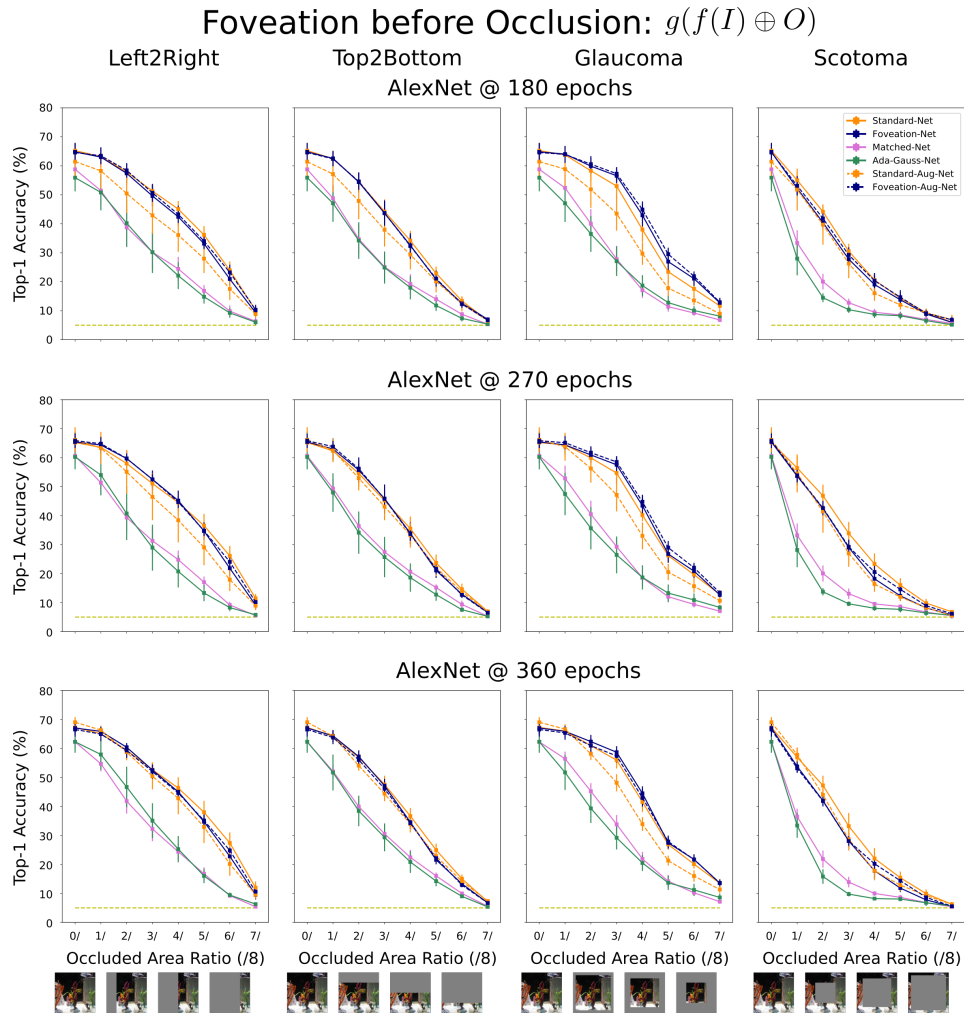 Foveation before Occlusion: g(f(I) ⊕ O)
Left2Right Top2Bottom Glaucoma Scotoma
AlexNet @ 180 epochs
Top-1 Accuracy (%)
80
70
60
50
40
30
20
10
0
Standard-Net
Foveation-Net
Matched-Net
Ada-Gauss-Net
Standard-Aug-Net
Foveation-Aug-Net
AlexNet @ 270 epochs
Top-1 Accuracy (%)
80
70
60
50
40
30
20
10
0
AlexNet @ 360 epochs
Top-1 Accuracy (%)
80
70
60
50
40
30
20
10
0
0/ 1/ 2/ 3/ 4/ 5/ 6/ 7/ 0/ 1/ 2/ 3/ 4/ 5/ 6/ 7/ 0/ 1/ 2/ 3/ 4/ 5/ 6/ 7/ 0/ 1/ 2/ 3/ 4/ 5/ 6/ 7/
Occluded Area Ratio (/8) Occluded Area Ratio (/8) Occluded Area Ratio (/8) Occluded Area Ratio (/8)